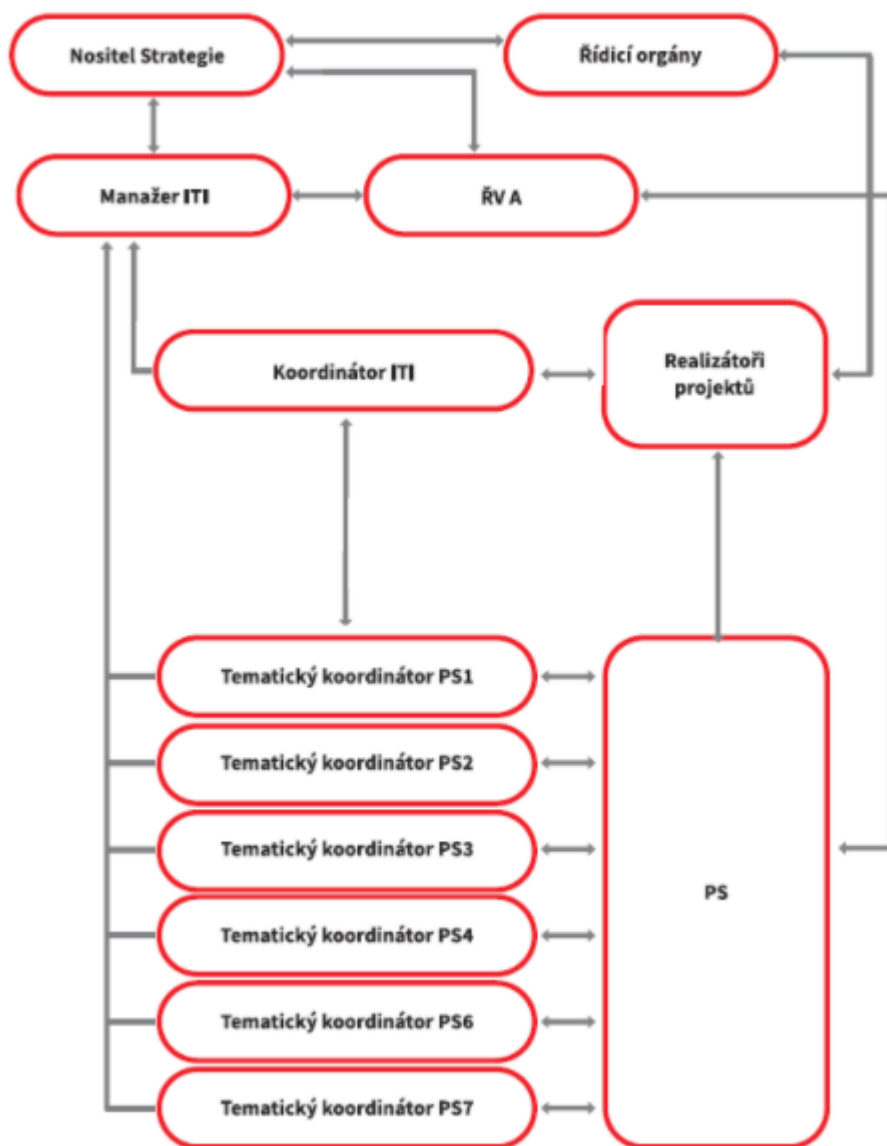 Nositel Strategie
Řídicí orgány
Manažer ITI
ŘV A
Koordinátor ITI
Realizátoři
projektů
Tematický koordinátor PS1
Tematický koordinátor PS2
Tematický koordinátor PS3
Tematický koordinátor PS4
Tematický koordinátor PS6
Tematický koordinátor PS7
PS